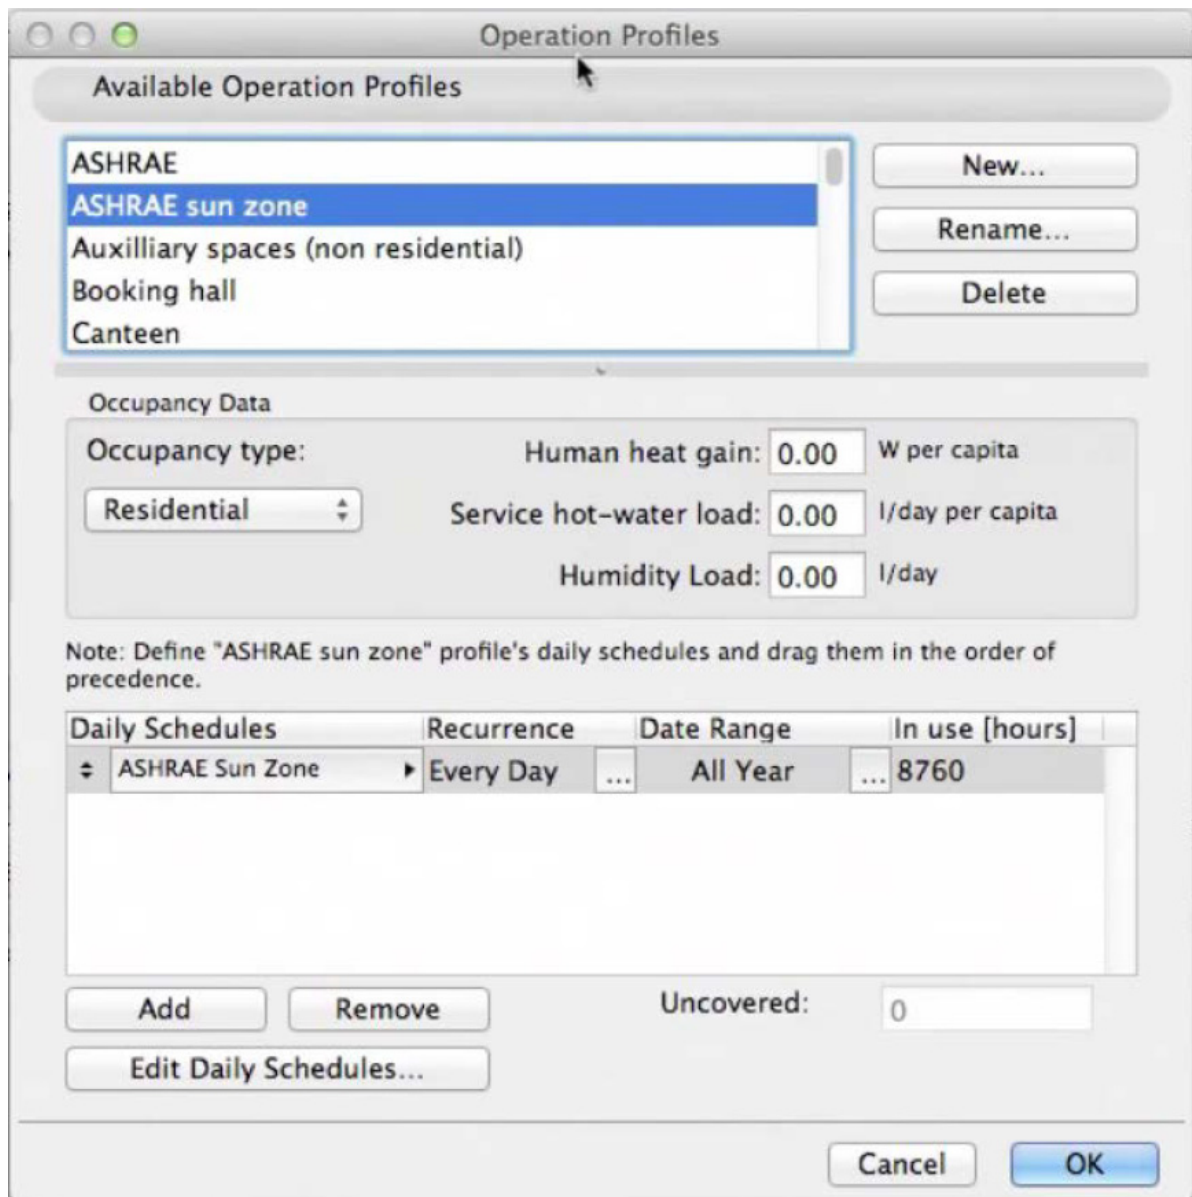 Operation Profiles
Available Operation Profiles
ASHRAE
ASHRAE sun zone
Auxilliary spaces (non residential)
Booking hall
Canteen
New...
Rename...
Delete
Occupancy Data
Occupancy type:
Residential
Human heat gain: 0.00 W per capita
Service hot-water load: 0.00 l/day per capita
Humidity Load: 0.00 l/day
Note: Define "ASHRAE sun zone" profile's daily schedules and drag them in the order of
precedence.
Daily Schedules Recurrence Date Range In use [hours]
ASHRAE Sun Zone Every Day ... All Year ... 8760
Add Remove Uncovered: 0
Edit Daily Schedules...
Cancel OK